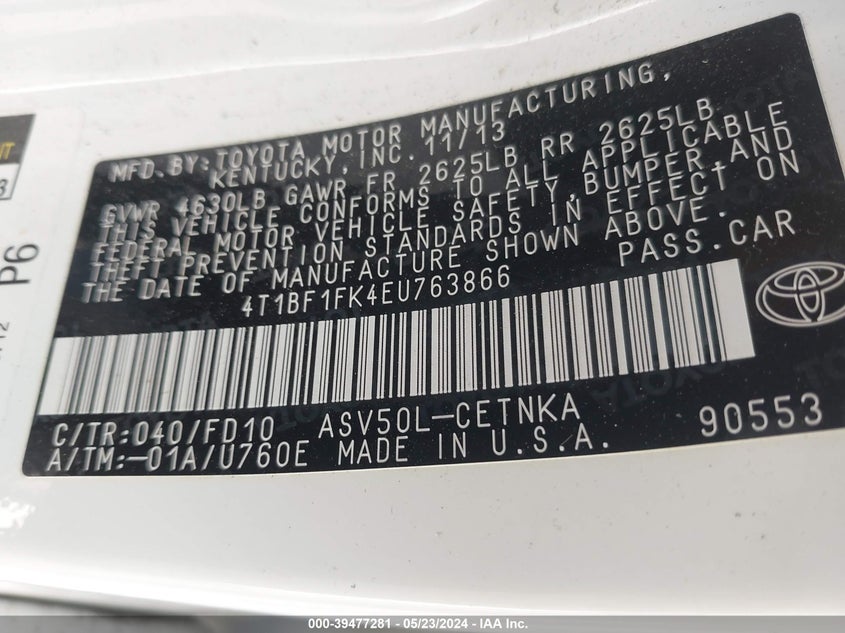 MFD.BY:TOYOTA MOTOR MANUFACTURING,
KENTUCKY,INC. 11/13
GVWR 4630LB GAWR FR 2625LB RR 2625LB
THIS VEHICLE CONFORMS TO ALL APPLICABLE
FEDERAL MOTOR VEHICLE SAFETY,BUMPER,AND
THEFT PREVENTION STANDARDS IN EFFECT ON
THE DATE OF MANUFACTURE SHOWN ABOVE.
4T1BF1FK4EU763866 PASS.CAR
C/TR:040/FD10 ASV50L-CETNKA
A/TM:-01A/U760E MADE IN U.S.A. 90553
P6
000-39477281 - 05/23/2024 - IAA Inc.